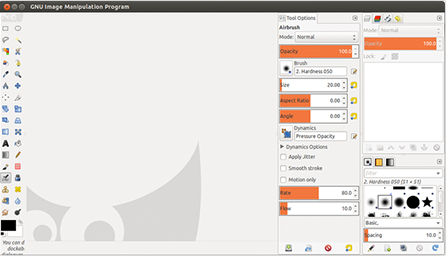 GNU Image Manipulation Program
Tool Options
Airbrush
Mode: Normal
Opacity 100.0
Brush
2. Hardness 050
Size 20.00
Aspect Ratio 0.00
Angle 0.00
Dynamics
Pressure Opacity
Dynamics Options
Apply Jitter
Smooth stroke
Motion only
Rate 80.0
Flow 10.0
Mode: Normal
Opacity 100.0
Lock:
Filter
2. Hardness 050 (51 × 51)
Basic,
Spacing 10.0
You can d
dockab